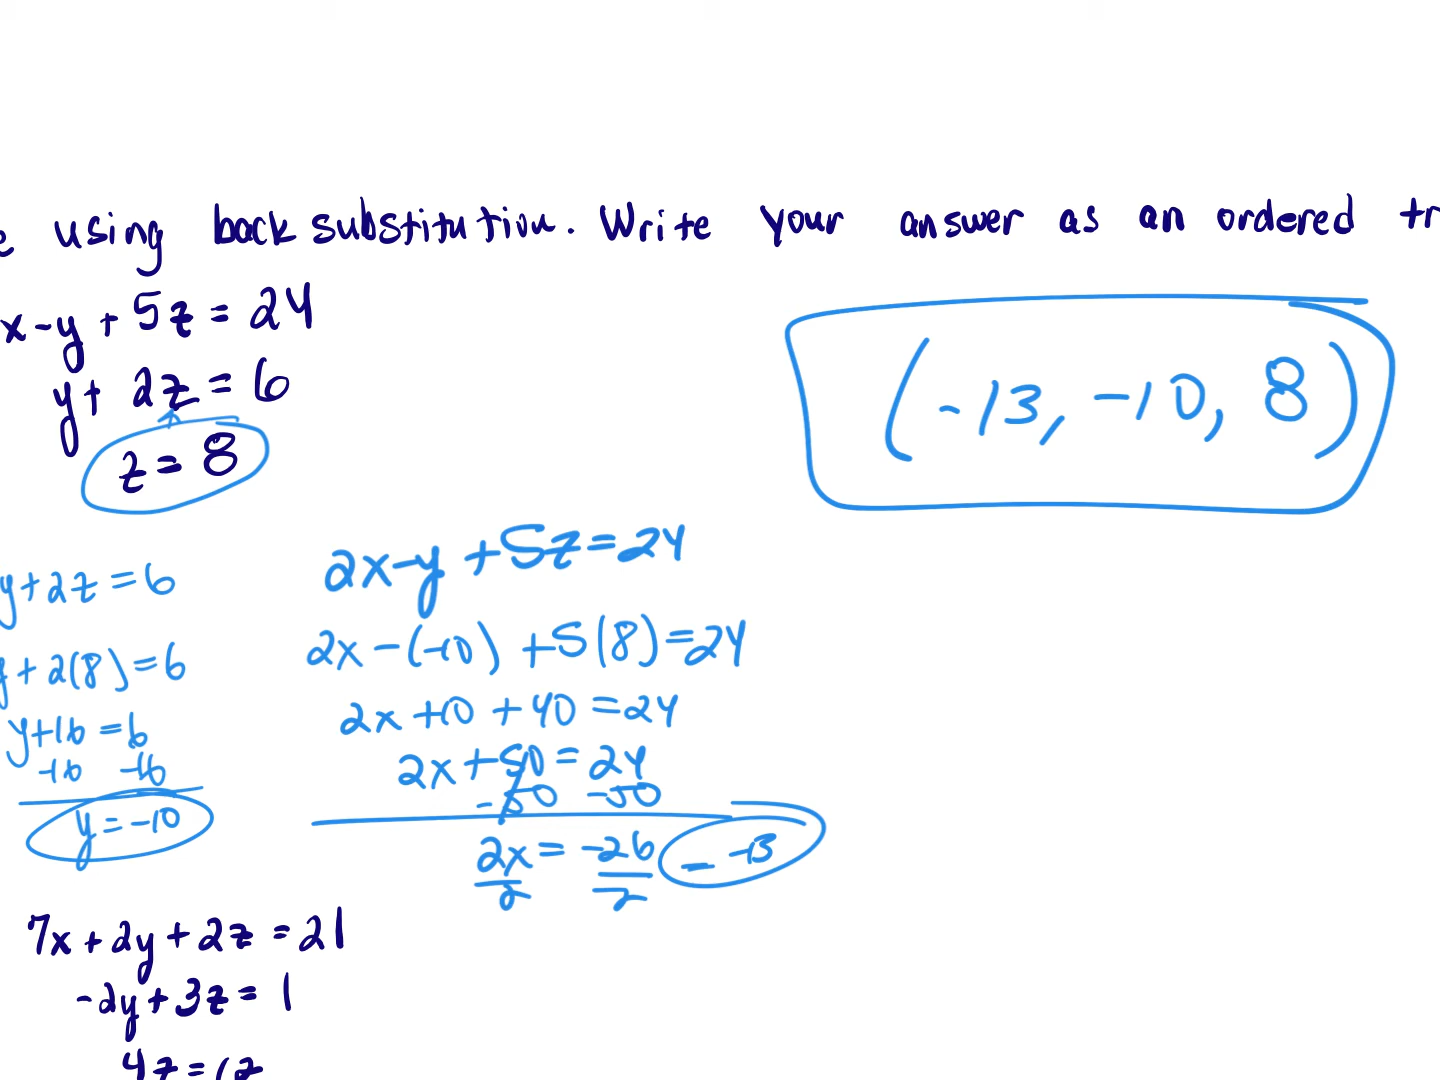 using back substitution. Write your answer as an ordered
x-y + 5z = 24
y + 2z = 6
z = 8
(-13, -10, 8)
y+2z = 6
y + 2(8) = 6
y+16 = 6
-16 -16
y = -10
2x-y +5z=24
2x -(-10) +5(8)=24
2x +10 +40 =24
2x +50 = 24
-50 -50
2x = -26 = -13
2 2
7x + 2y + 2z = 21
-2y + 3z = 1
4z = 12